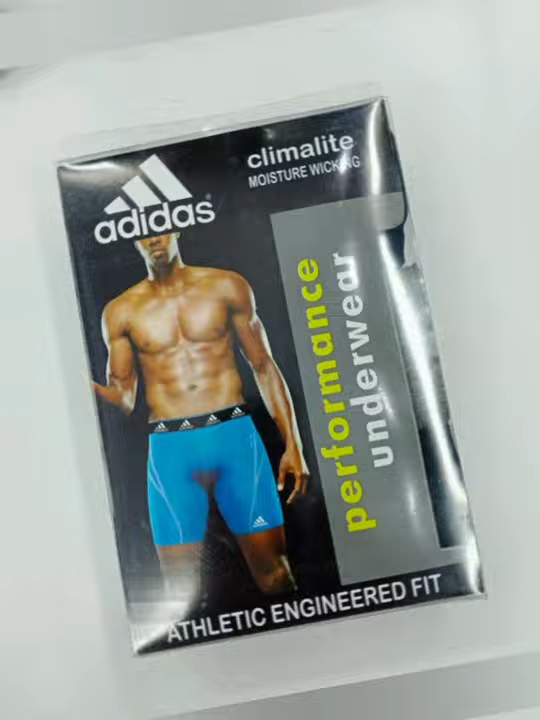 adidas®
climalite
MOISTURE WICKING
performance
underwear
ATHLETIC ENGINEERED FIT